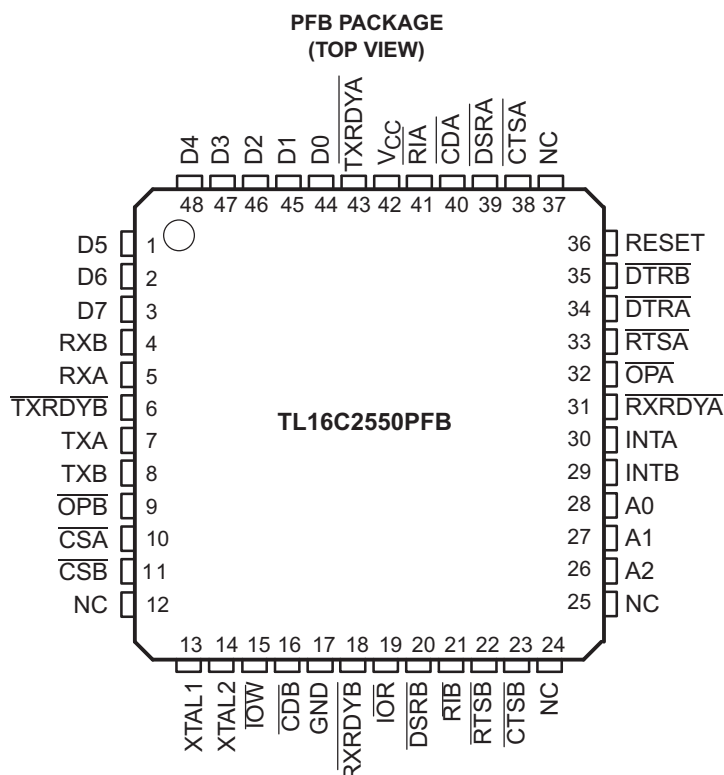 PFB PACKAGE
(TOP VIEW)
D4
D3
D2
D1
D0
TXRDYA
VCC
RIA
CDA
DSRA
CTSA
NC
48 47 46 45 44 43 42 41 40 39 38 37
D5 1
D6 2
D7 3
RXB 4
RXA 5
TXRDYB 6
TXA 7
TXB 8
OPB 9
CSA 10
CSB 11
NC 12
TL16C2550PFB
36 RESET
35 DTRB
34 DTRA
33 RTSA
32 OPA
31 RXRDYA
30 INTA
29 INTB
28 A0
27 A1
26 A2
25 NC
13 14 15 16 17 18 19 20 21 22 23 24
XTAL1
XTAL2
IOW
CDB
GND
RXRDYB
IOR
DSRB
RIB
RTSB
CTSB
NC